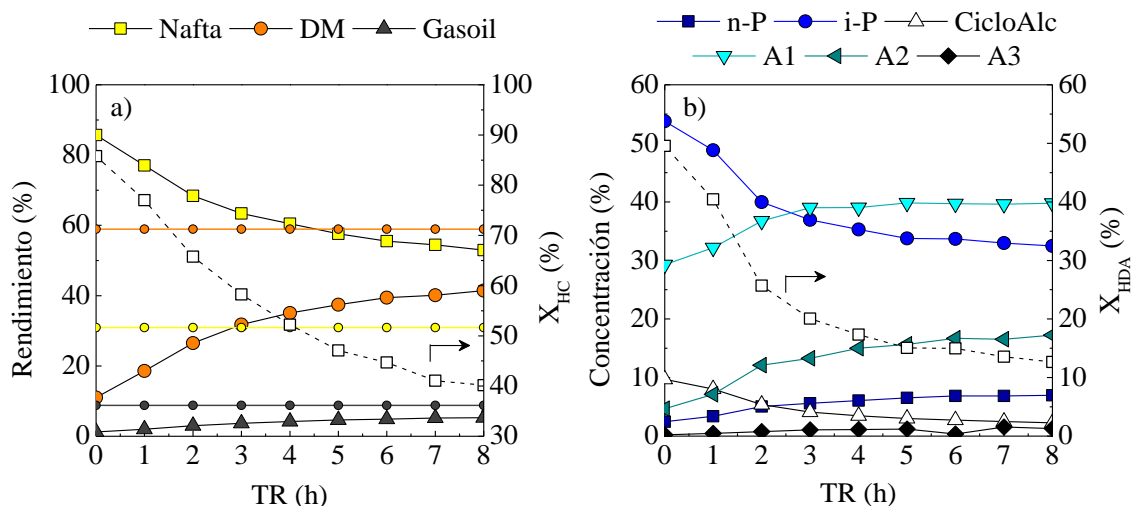 Nafta DM Gasoil
a)
100
80
60
40
20
0
Rendimiento (%)
100
90
80
70
60
50
40
30
X_HC (%)
0 1 2 3 4 5 6 7 8
TR (h)
n-P i-P CicloAlc
A1 A2 A3
b)
60
50
40
30
20
10
0
Concentración (%)
60
50
40
30
20
10
0
X_HDA (%)
0 1 2 3 4 5 6 7 8
TR (h)